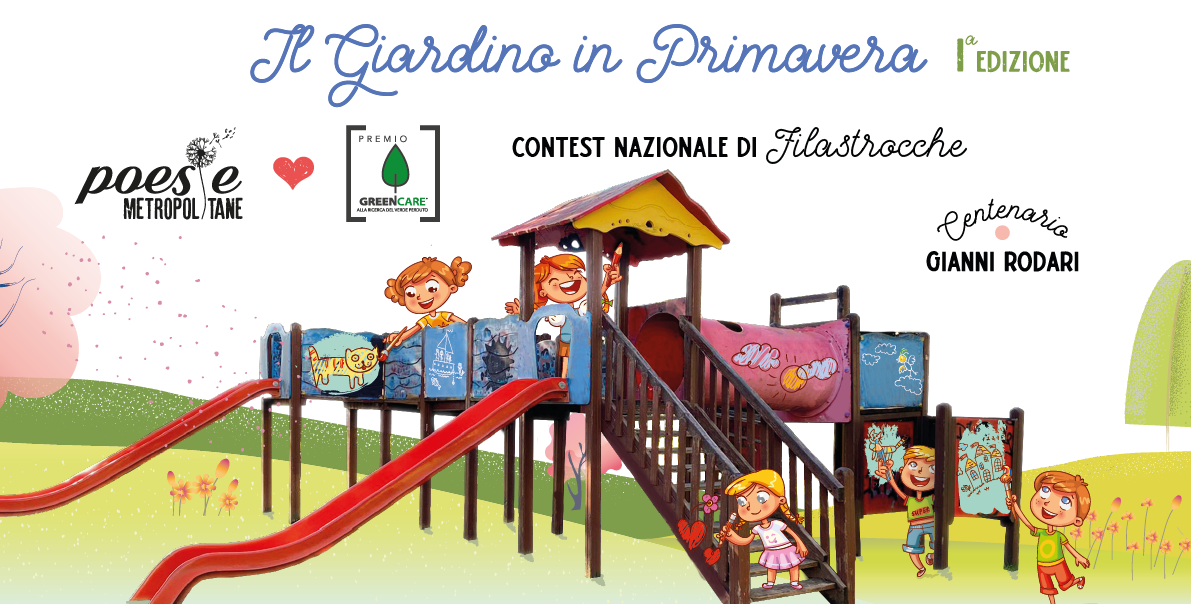 Il Giardino in Primavera 1ª EDIZIONE
CONTEST NAZIONALE DI Filastrocche
poesie
METROPOLITANE
PREMIO
GREENCARE
ALLA RICERCA DEL VERDE PERDUTO
Centenario
GIANNI RODARI
SUPER